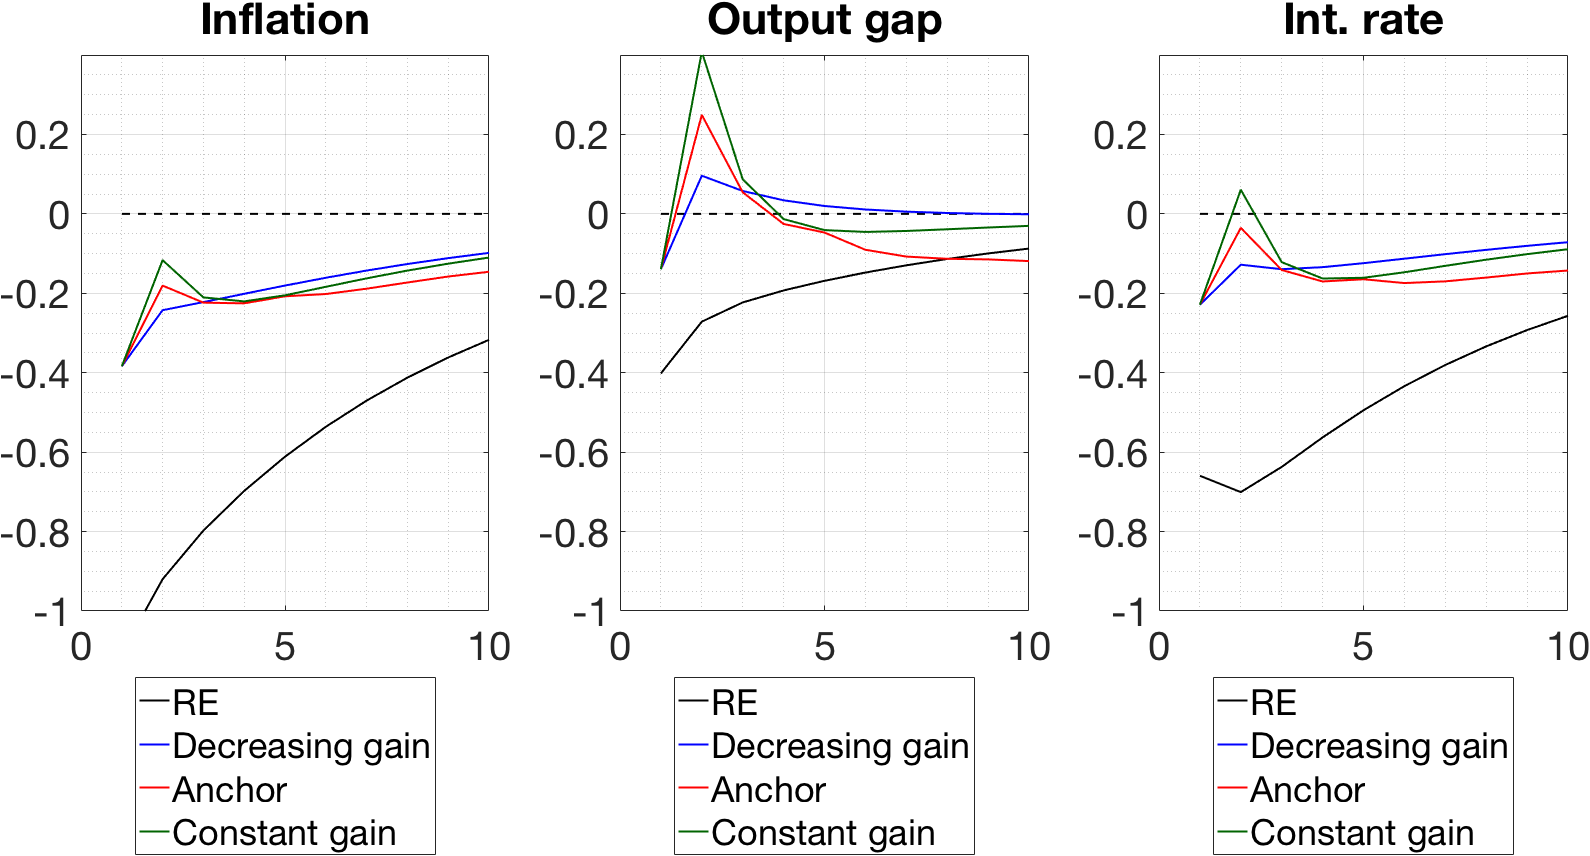 Inflation
0.2
0
-0.2
-0.4
-0.6
-0.8
-1
0 5 10
RE
Decreasing gain
Anchor
Constant gain
Output gap
0.2
0
-0.2
-0.4
-0.6
-0.8
-1
0 5 10
RE
Decreasing gain
Anchor
Constant gain
Int. rate
0.2
0
-0.2
-0.4
-0.6
-0.8
-1
0 5 10
RE
Decreasing gain
Anchor
Constant gain